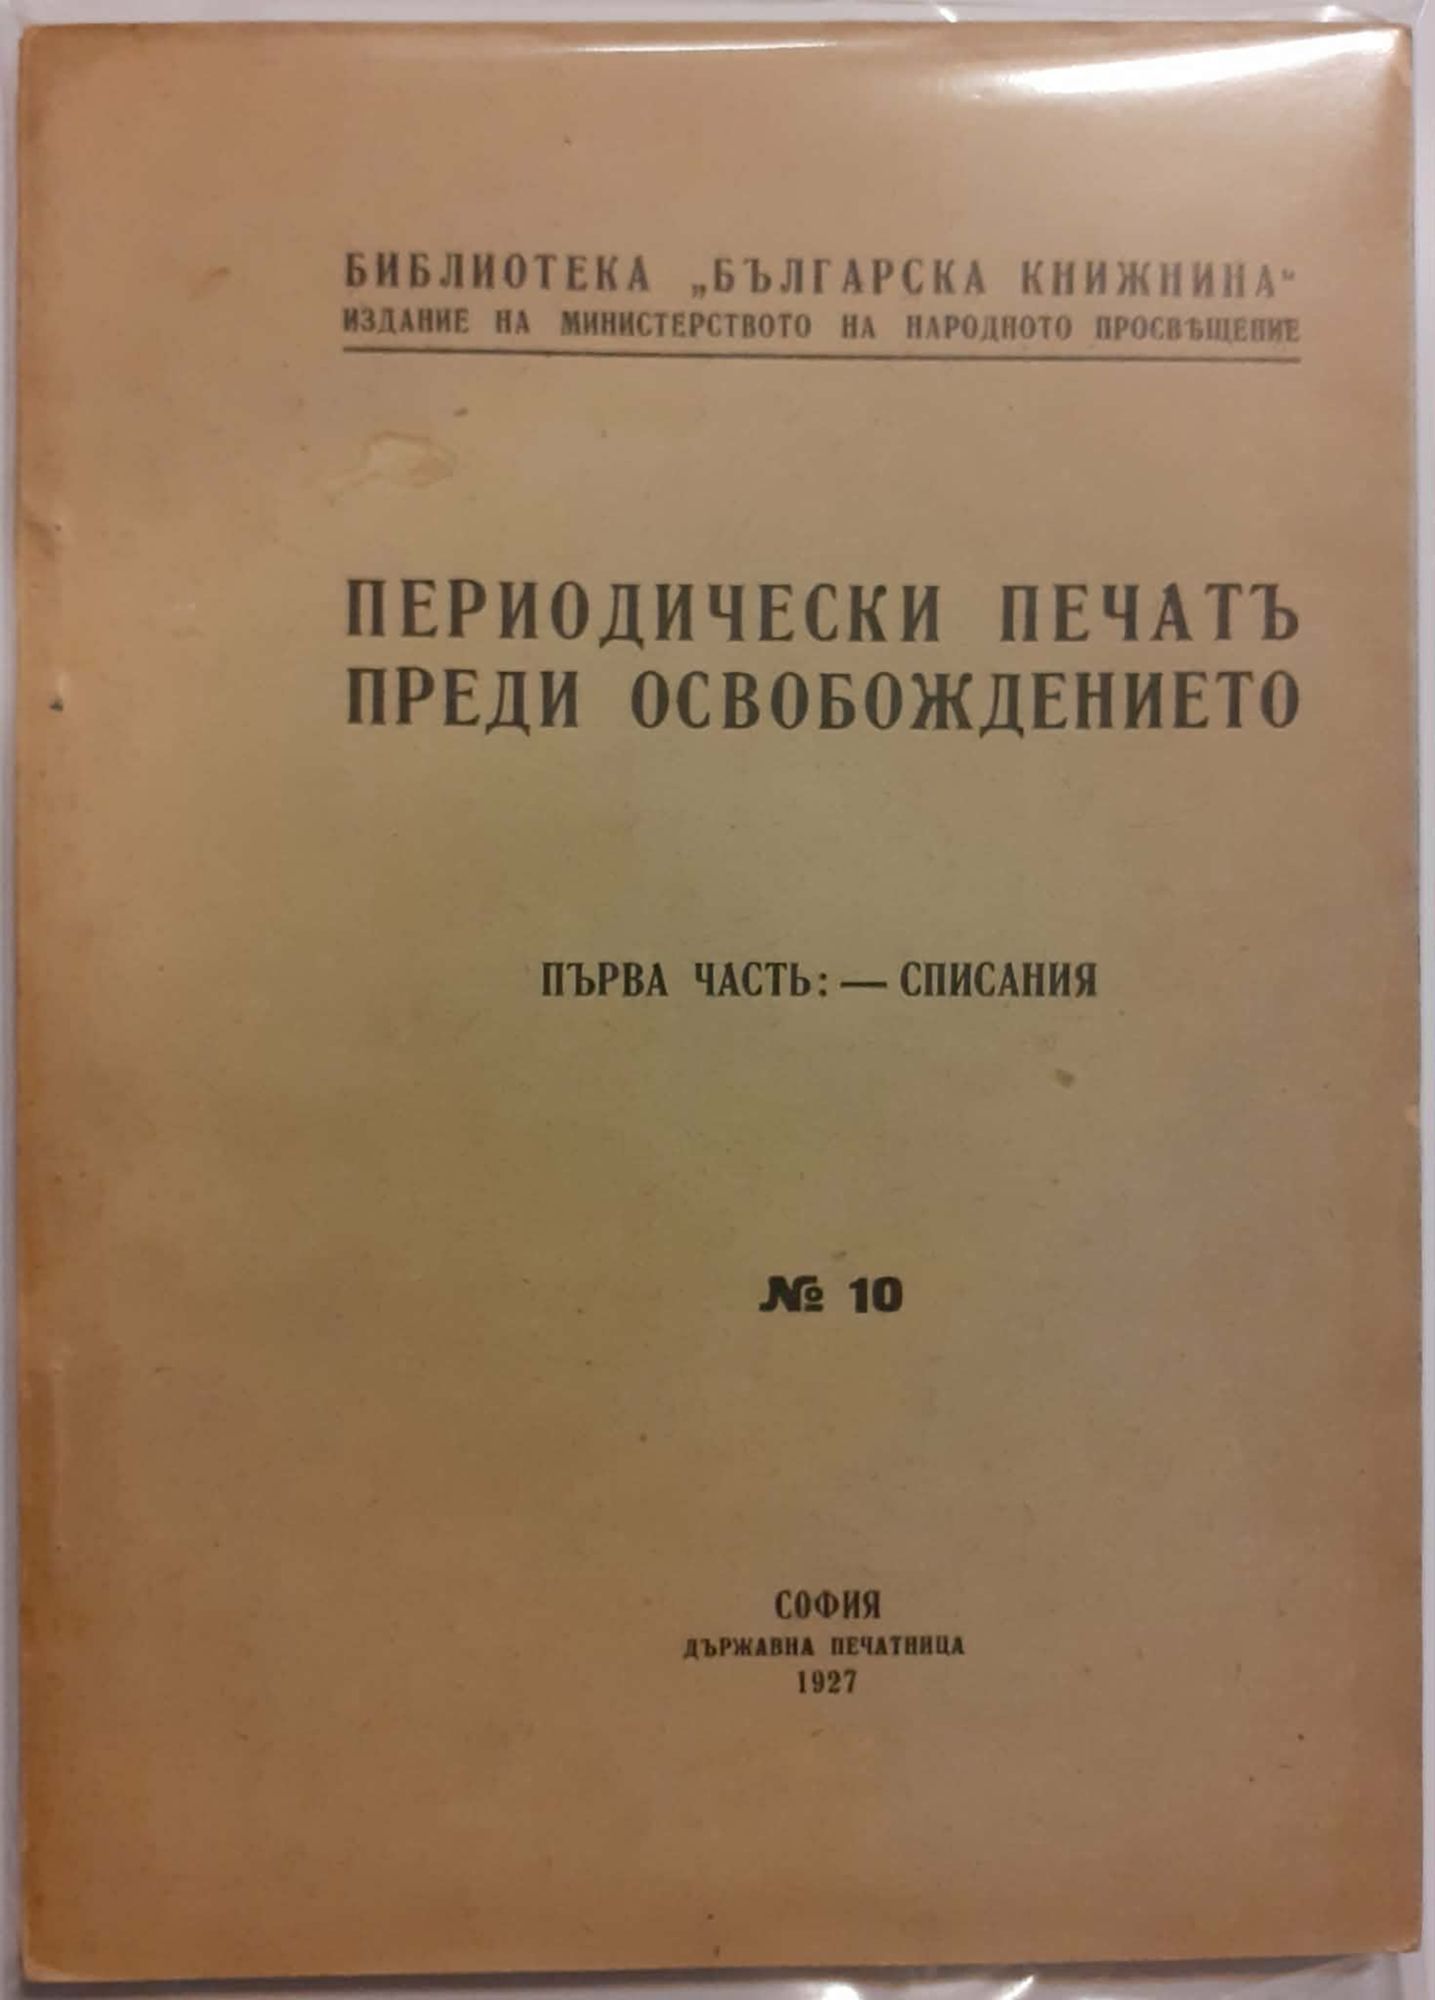 БИБЛИОТЕКА „БЪЛГАРСКА КНИЖНИНА“
ИЗДАНИЕ НА МИНИСТЕРСТВОТО НА НАРОДНОТО ПРОСВѢЩЕНИЕ
ПЕРИОДИЧЕСКИ ПЕЧАТЪ
ПРЕДИ ОСВОБОЖДЕНИЕТО
ПЪРВА ЧАСТЬ: — СПИСАНИЯ
№ 10
СОФИЯ
ДЪРЖАВНА ПЕЧАТНИЦА
1927